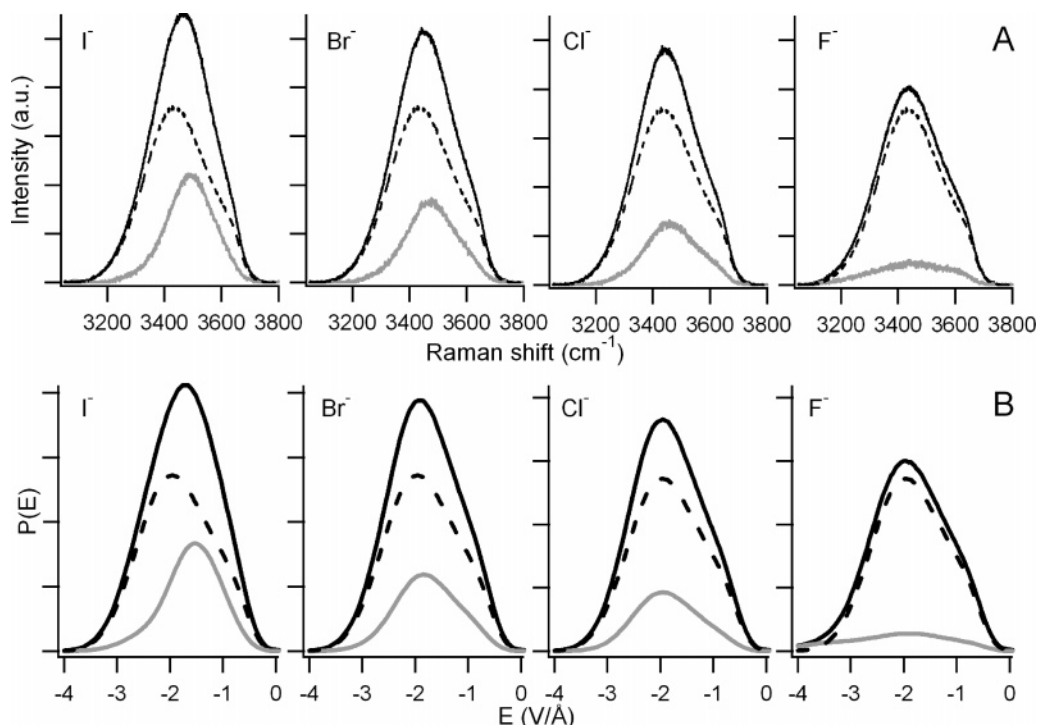 I⁻ Br⁻ Cl⁻ F⁻ A
Intensity (a.u.)
3200 3400 3600 3800 3200 3400 3600 3800 3200 3400 3600 3800 3200 3400 3600 3800
Raman shift (cm⁻¹)
I⁻ Br⁻ Cl⁻ F⁻ B
P(E)
-4 -3 -2 -1 0 -4 -3 -2 -1 0 -4 -3 -2 -1 0 -4 -3 -2 -1 0
E (V/Å)